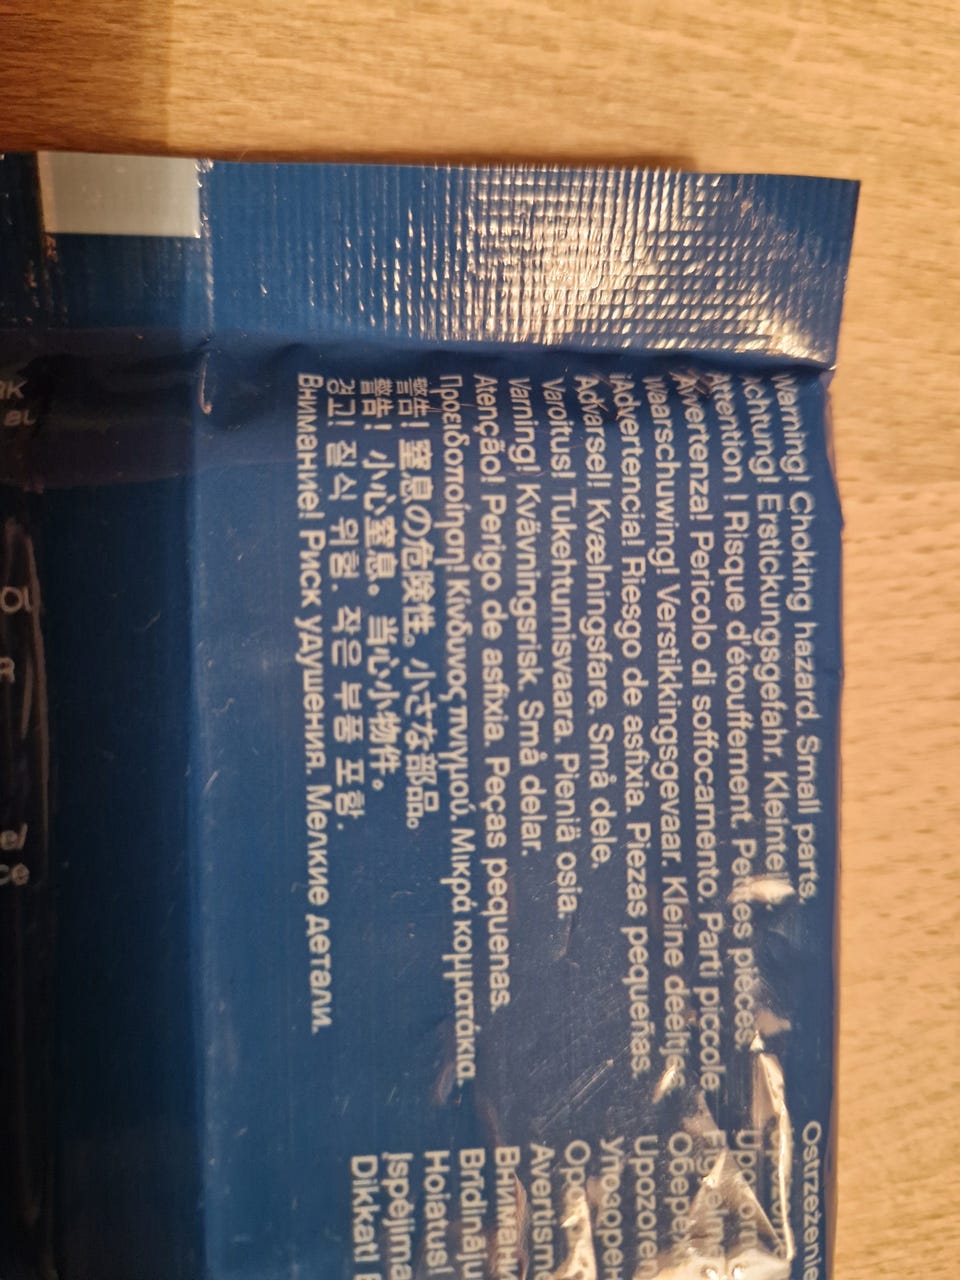 Warning! Choking hazard. Small parts.
Achtung! Erstickungsgefahr. Kleinteile
Attention ! Risque d'étouffement. Petites pièces.
Avvertenza! Pericolo di soffocamento. Parti piccole
Waarschuwing! Verstikkingsgevaar. Kleine deeltjes
¡Advertencia! Riesgo de asfixia. Piezas pequeñas.
Advarsel! Kvælningsfare. Små dele.
Varoitus! Tukehtumisvaara. Pieniä osia.
Varning! Kvävningsrisk. Små delar.
Atenção! Perigo de asfixia. Peças pequenas.
Προειδοποίηση! Κίνδυνος πνιγμού. Μικρά κομματάκια.
警告！ 窒息の危険性。小さな部品。
警告！ 小心窒息。当心小物件。
경고! 질식 위험. 작은 부품 포함.
Внимание! Риск удушения. Мелкие детали.
Ostrzeżenie
Upozorn
Figyelme
Обереж
Upozoren
Упозорен
Opo
Avertisme
Внимани
Brīdināju
Hoiatus!
Įspėjima
Dikkat! B